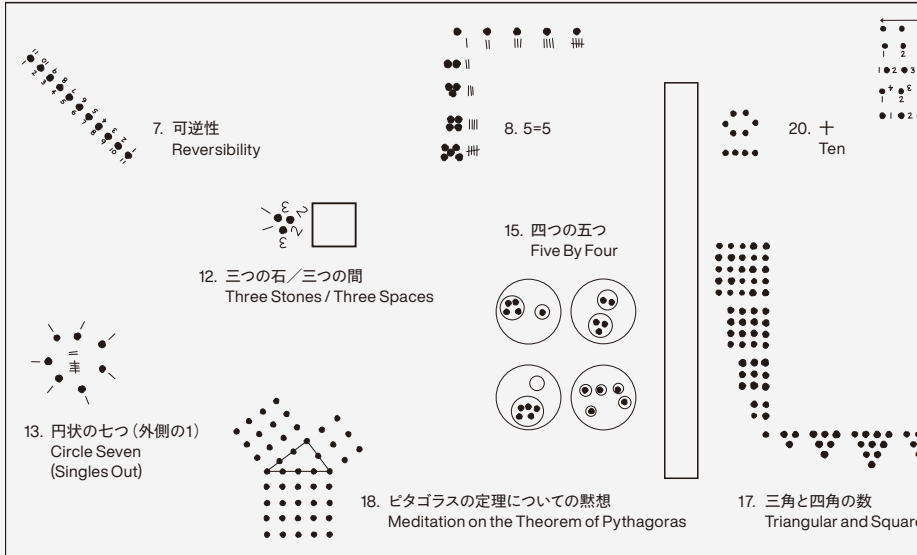 7. 可逆性
Reversibility
8. 5=5
20. 十
Ten
12. 三つの石／三つの間
Three Stones / Three Spaces
15. 四つの五つ
Five By Four
13. 円状の七つ（外側の1）
Circle Seven
(Singles Out)
18. ピタゴラスの定理についての黙想
Meditation on the Theorem of Pythagoras
17. 三角と四角の数
Triangular and Square